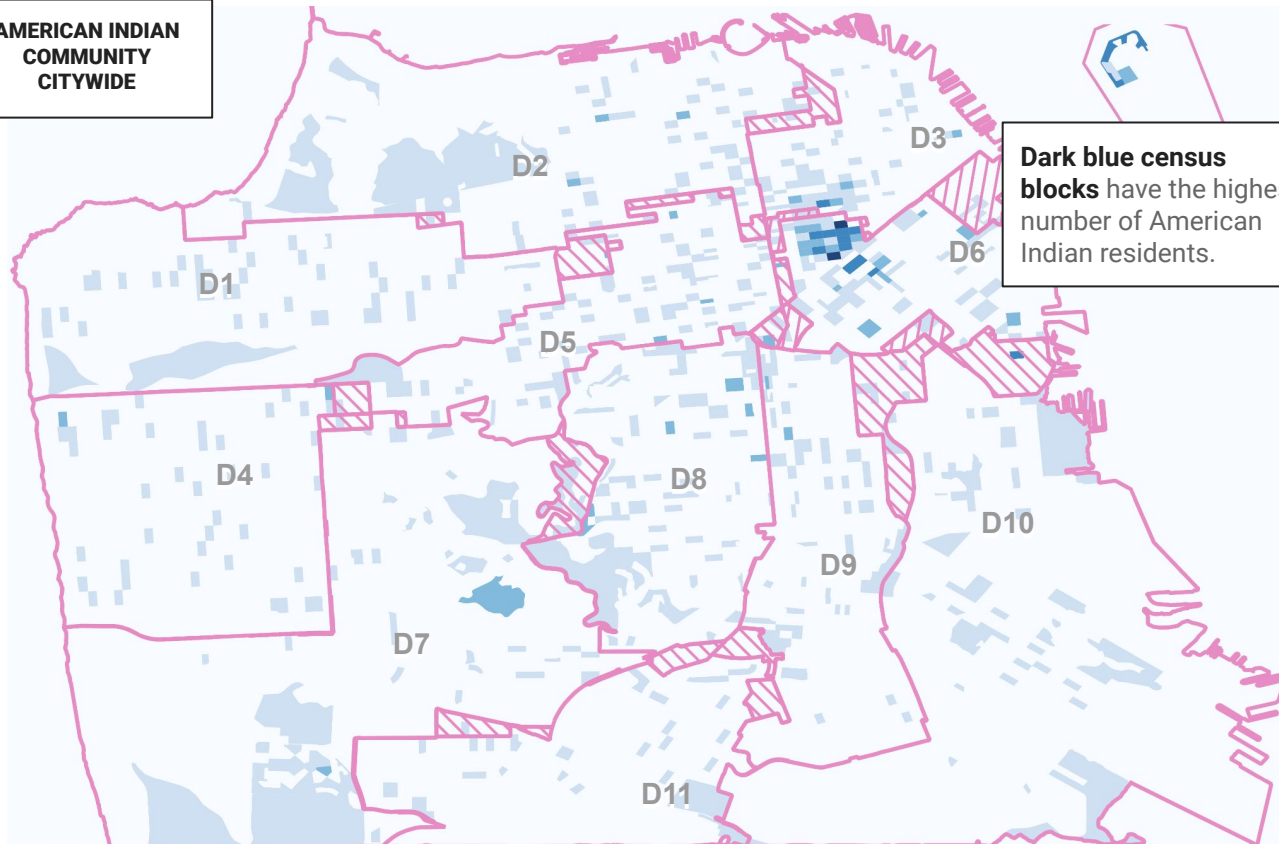 AMERICAN INDIAN
COMMUNITY
CITYWIDE
Dark blue census
blocks have the highes
number of American
Indian residents.
D3
D2
D6
D1
D5
D4
D8
D10
D9
D7
D11